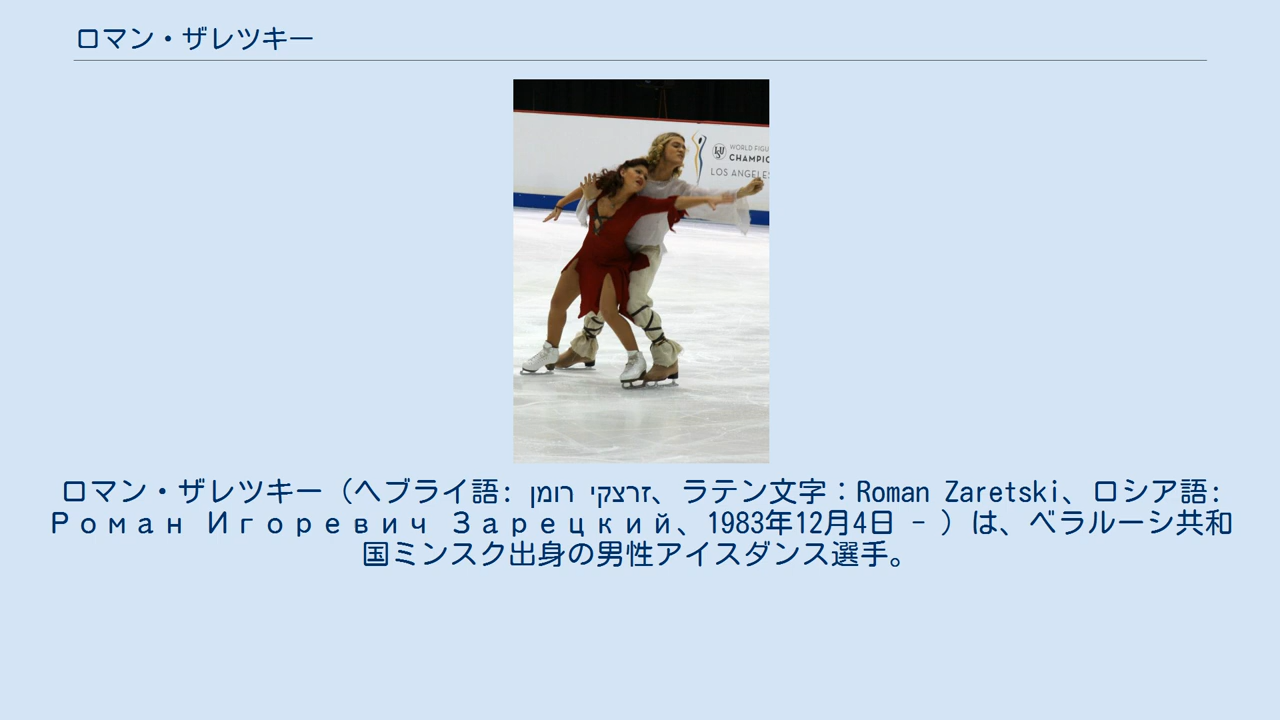 ロマン・ザレツキー
WORLD FIGU
CHAMPIO
LOS ANGELES
ロマン・ザレツキー（ヘブライ語: רומן זרצקי、ラテン文字：Roman Zaretski、ロシア語:
Роман Игоревич Зарецкий、1983年12月4日 - ）は、ベラルーシ共和
国ミンスク出身の男性アイスダンス選手。